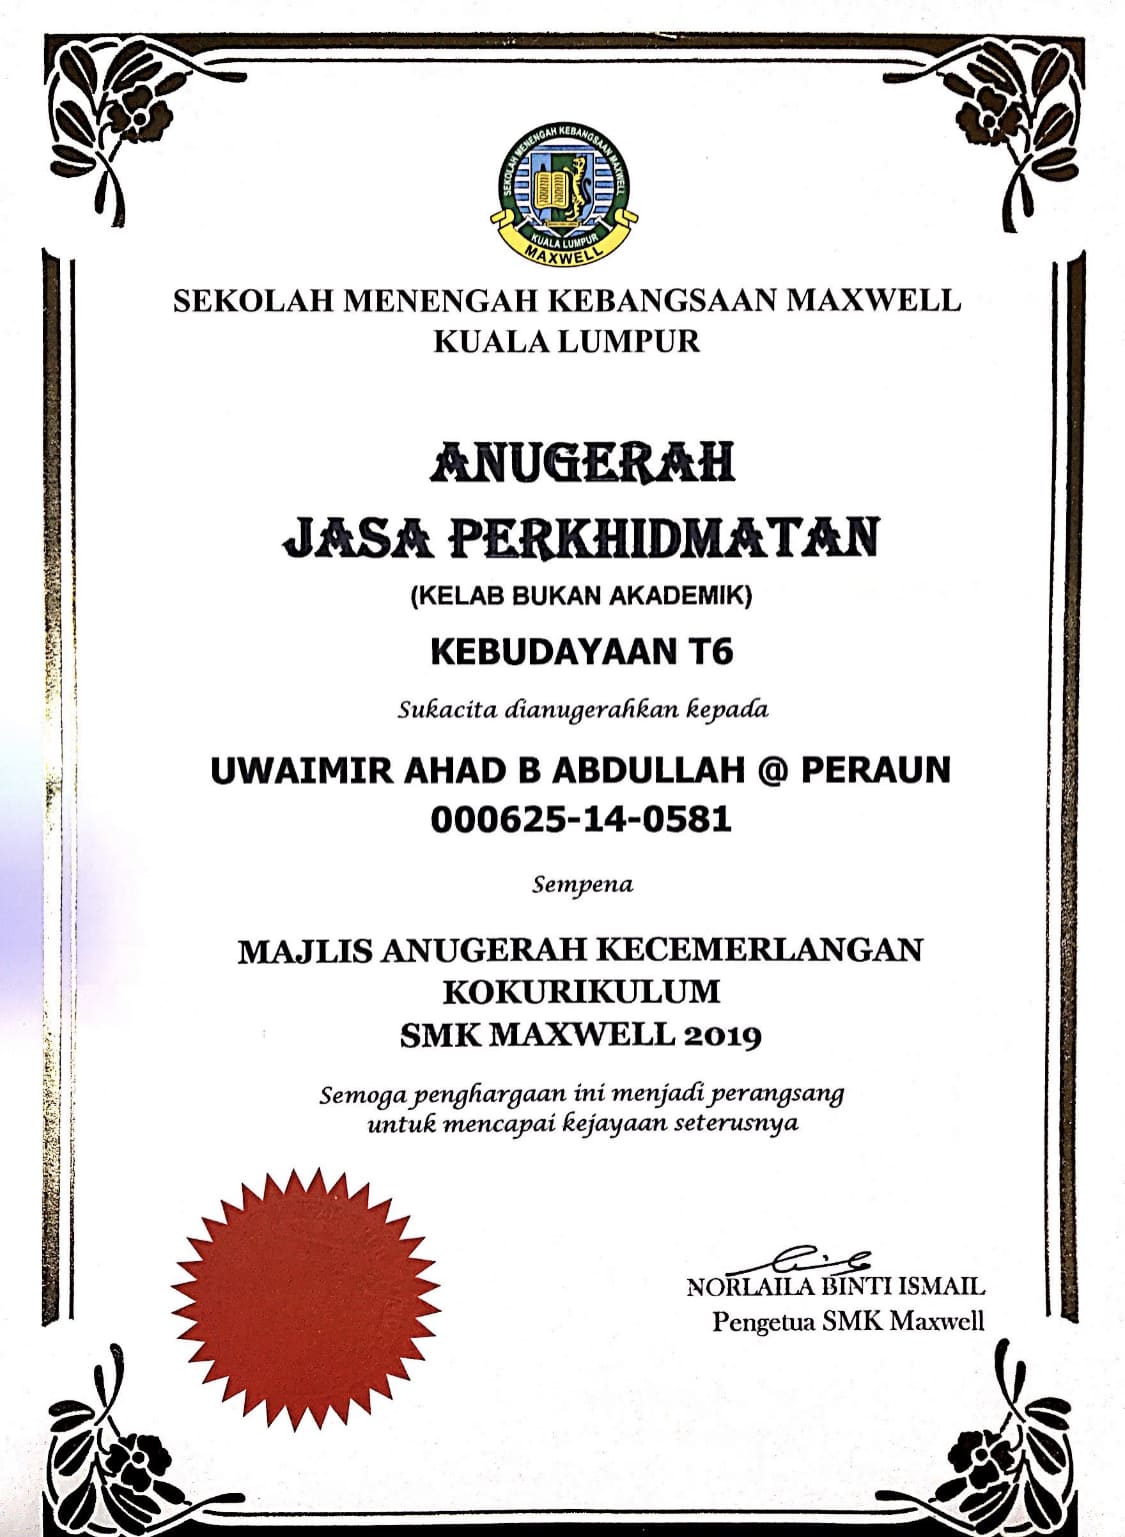 SEKOLAH MENENGAH KEBANGSAAN MAXWELL
KUALA LUMPUR
MAXWELL
SEKOLAH MENENGAH KEBANGSAAN MAXWELL
KUALA LUMPUR
ANUGERAH
JASA PERKHIDMATAN
(KELAB BUKAN AKADEMIK)
KEBUDAYAAN T6
Sukacita dianugerahkan kepada
UWAIMIR AHAD B ABDULLAH @ PERAUN
000625-14-0581
Sempena
MAJLIS ANUGERAH KECEMERLANGAN
KOKURIKULUM
SMK MAXWELL 2019
Semoga penghargaan ini menjadi perangsang
untuk mencapai kejayaan seterusnya
NORLAILA BINTI ISMAIL
Pengetua SMK Maxwell